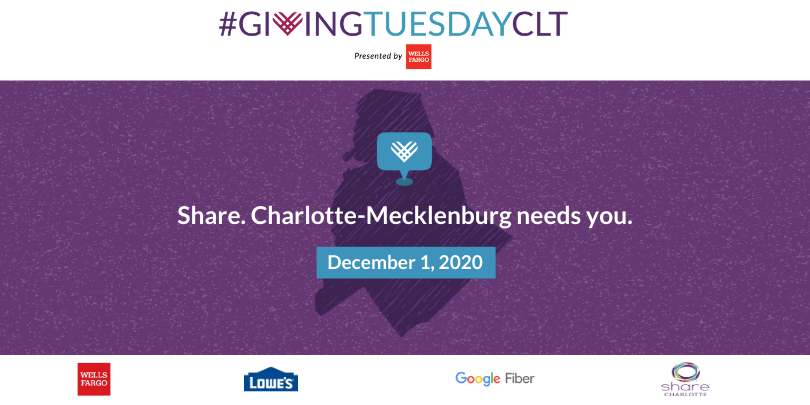 #GIVINGTUESDAYCLT
Presented by WELLS
FARGO
Share. Charlotte-Mecklenburg needs you.
December 1, 2020
WELLS
FARGO
LOWE'S
Google Fiber
share
CHARLOTTE